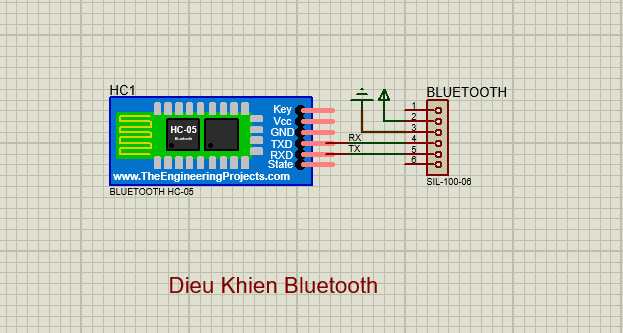 HC1
BLUETOOTH
Key
Vcc
GND
TXD
RXD
State
HC-05
Bluetooth
www.TheEngineeringProjects.com
BLUETOOTH HC-05
RX
TX
1
2
3
4
5
6
SIL-100-06
Dieu Khien Bluetooth